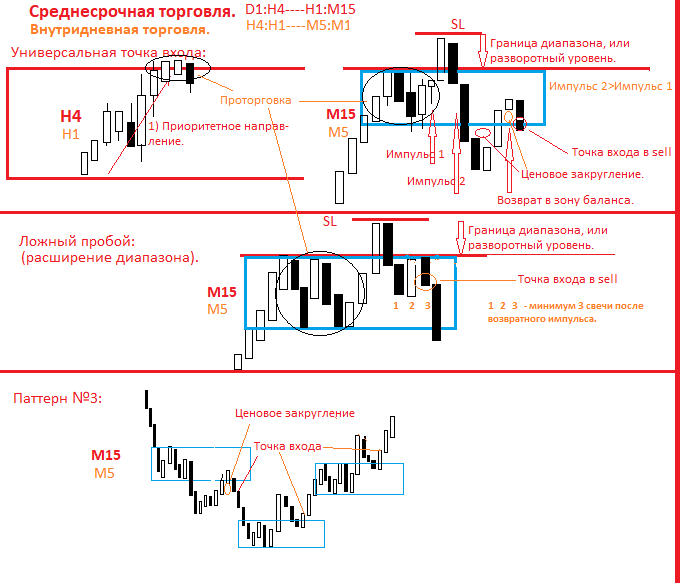 Среднесрочная торговля. D1:H4----H1:M15
Внутридневная торговля. H4:H1----M5:M1
Универсальная точка входа:
SL
Граница диапазона, или
разворотный уровень.
Проторговка
Импульс 2>Импульс 1
H4
H1
1) Приоритетное направ-
ление.
M15
M5
Импульс 1
Импульс 2
Точка входа в sell
Ценовое закругление.
Возврат в зону баланса.
Ложный пробой:
(расширение диапазона).
SL
Граница диапазона, или
разворотный уровень.
M15
M5
Точка входа в sell
1 2 3
1 2 3 - минимум 3 свечи после
возвратного импульса.
Паттерн №3:
Ценовое закругление
Точка входа
M15
M5